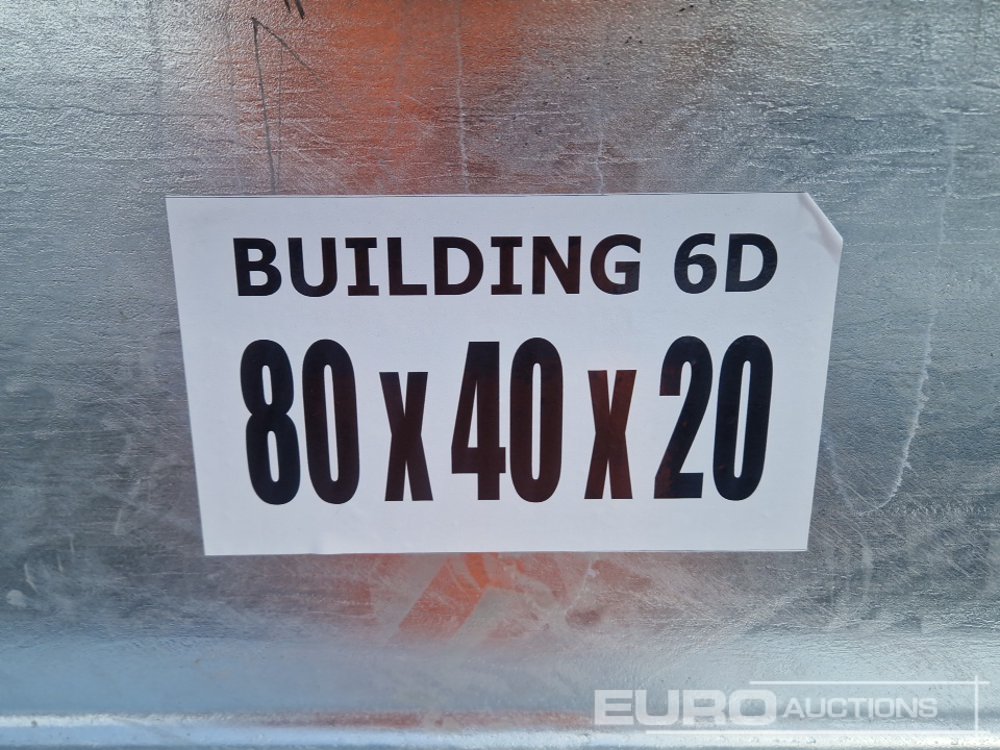 BUILDING 6D
80 x 40 x 20
EURO AUCTIONS